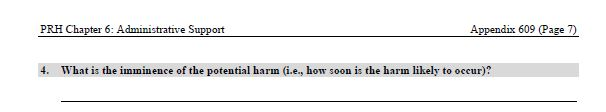 PRH Chapter 6: Administrative Support Appendix 609 (Page 7)
4. What is the imminence of the potential harm (i.e., how soon is the harm likely to occur)?